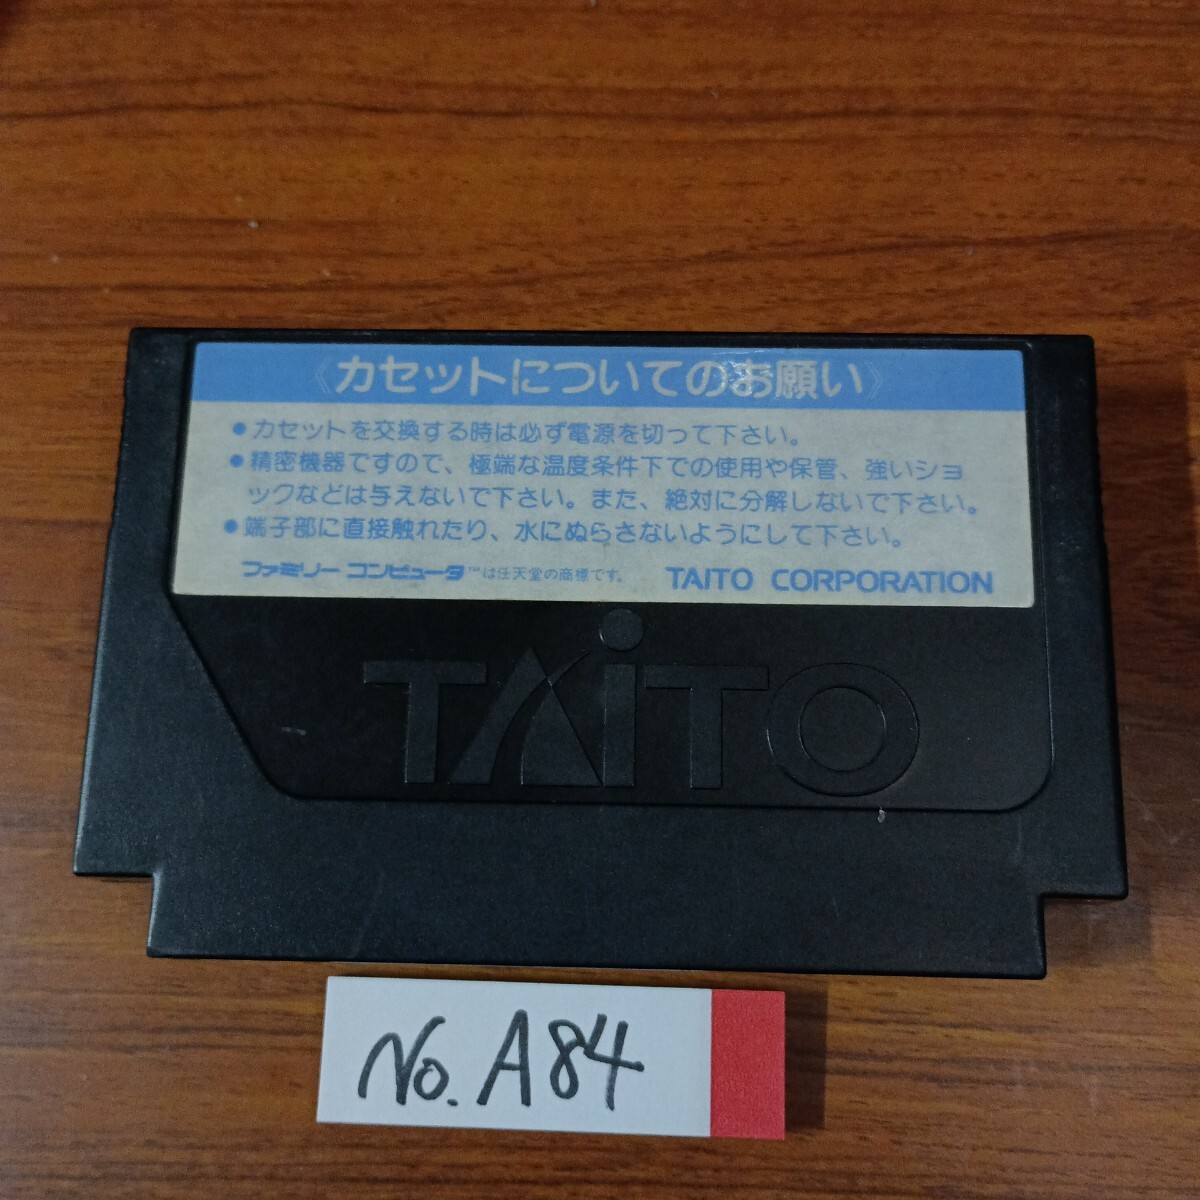 《カセットについてのお願い》
●カセットを交換する時は必ず電源を切って下さい。
●精密機器ですので、極端な温度条件下での使用や保管、強いショ
ックなどは与えないで下さい。また、絶対に分解しないで下さい。
●端子部に直接触れたり、水にぬらさないようにして下さい。
ファミリーコンピュータ™は任天堂の商標です。 TAITO CORPORATION
TAiTO
No. A84